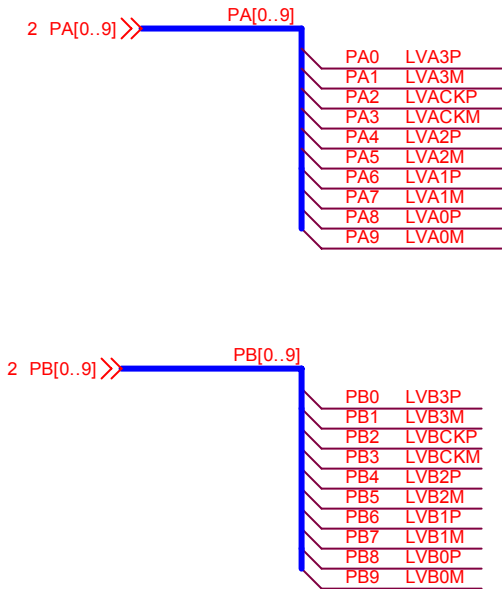 PA[0..9]
2 PA[0..9]
PA0 LVA3P
PA1 LVA3M
PA2 LVACKP
PA3 LVACKM
PA4 LVA2P
PA5 LVA2M
PA6 LVA1P
PA7 LVA1M
PA8 LVA0P
PA9 LVA0M
PB[0..9]
2 PB[0..9]
PB0 LVB3P
PB1 LVB3M
PB2 LVBCKP
PB3 LVBCKM
PB4 LVB2P
PB5 LVB2M
PB6 LVB1P
PB7 LVB1M
PB8 LVB0P
PB9 LVB0M